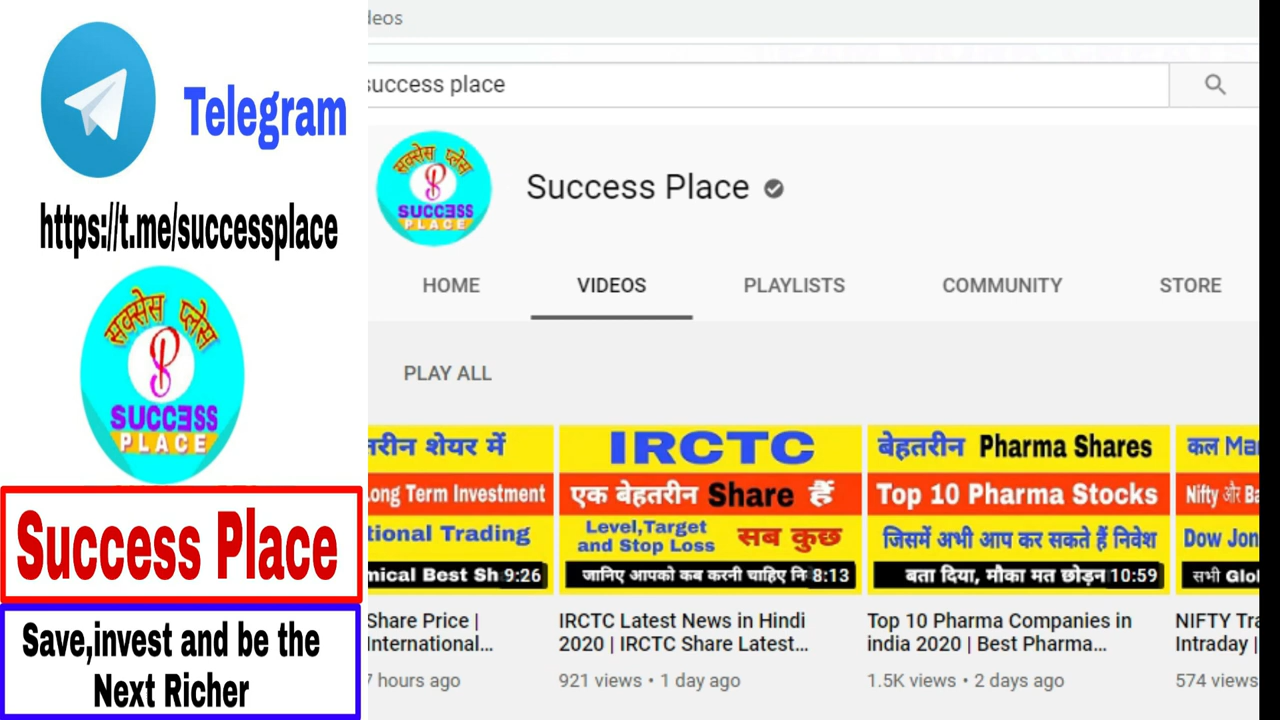 Telegram
https://t.me/successplace
सक्सेस प्लेस
SUCCESS
PLACE
Success Place
Save,invest and be the
Next Richer
deos
success place
सक्सेस प्लेस
SUCCESS
PLACE
Success Place
HOME VIDEOS PLAYLISTS COMMUNITY STORE
PLAY ALL
शेयर में
Long Term Investment
tional Trading
mical Best Sh 9:26
Share Price |
International...
7 hours ago
IRCTC
एक बेहतरीन Share हैं
Level,Target
and Stop Loss
सब कुछ
जानिए आपको कब करनी चाहिए नि 8:13
IRCTC Latest News in Hindi
2020 | IRCTC Share Latest...
921 views • 1 day ago
बेहतरीन Pharma Shares
Top 10 Pharma Stocks
जिसमें अभी आप कर सकते हैं निवेश
बता दिया, मौका मत छोड़न 10:59
Top 10 Pharma Companies in
india 2020 | Best Pharma...
1.5K views • 2 days ago
कल Mar
Nifty और Ba
Dow Jon
सभी Glo
NIFTY Tra
Intraday |
574 views